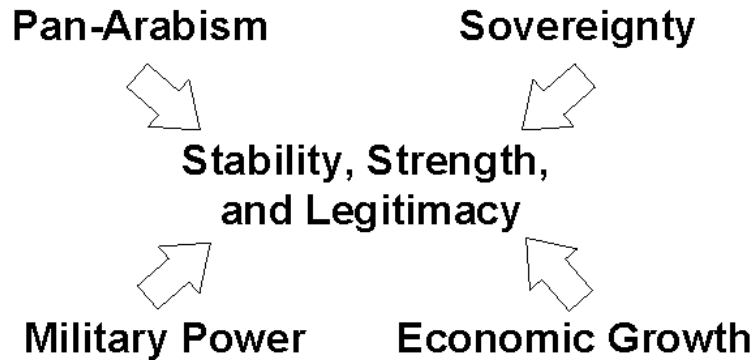 Pan-Arabism Sovereignty
Stability, Strength,
and Legitimacy
Military Power Economic Growth